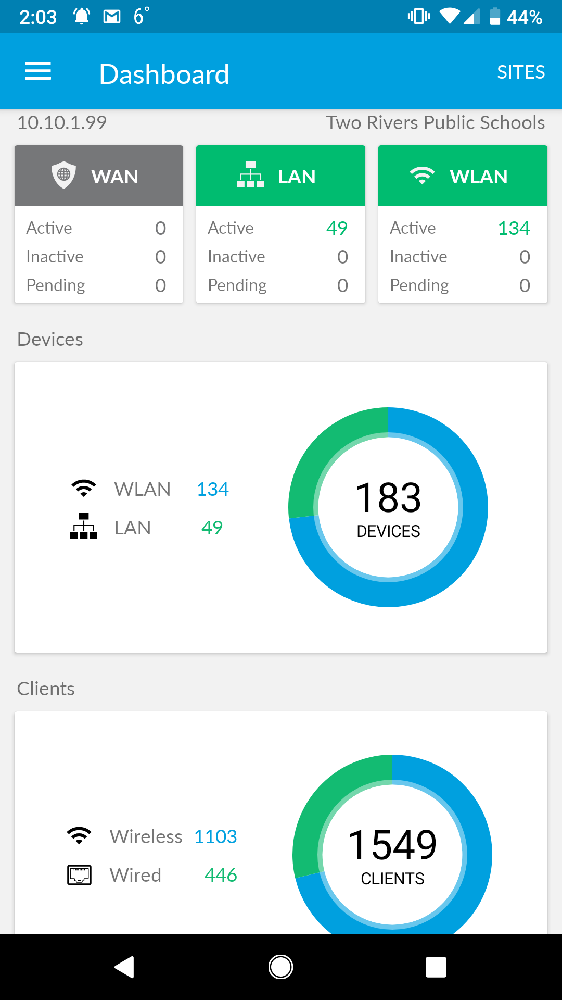 2:03 6° 44%
Dashboard SITES
10.10.1.99 Two Rivers Public Schools
WAN LAN WLAN
Active 0 Active 49 Active 134
Inactive 0 Inactive 0 Inactive 0
Pending 0 Pending 0 Pending 0
Devices
WLAN 134
LAN 49
183
DEVICES
Clients
Wireless 1103
Wired 446
1549
CLIENTS